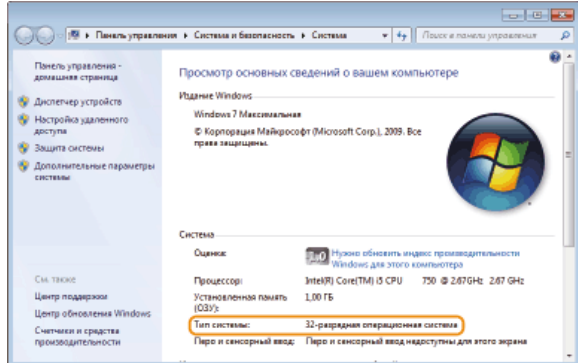 Панель управления ▸ Система и безопасность ▸ Система
Поиск в панели управления
Панель управления -
домашняя страница
Диспетчер устройств
Настройка удаленного
доступа
Защита системы
Дополнительные параметры
системы
См. также
Центр поддержки
Центр обновления Windows
Счетчики и средства
производительности
Просмотр основных сведений о вашем компьютере
Издание Windows
Windows 7 Максимальная
© Корпорация Майкрософт (Microsoft Corp.), 2009. Все
права защищены.
Система
Оценка:
Нужно обновить индекс производительности
Windows для этого компьютера
Процессор: Intel(R) Core(TM) i5 CPU 750 @ 2.67GHz 2.67 GHz
Установленная память 1,00 ГБ
(ОЗУ):
Тип системы: 32-разрядная операционная система
Перо и сенсорный ввод: Перо и сенсорный ввод недоступны для этого экрана